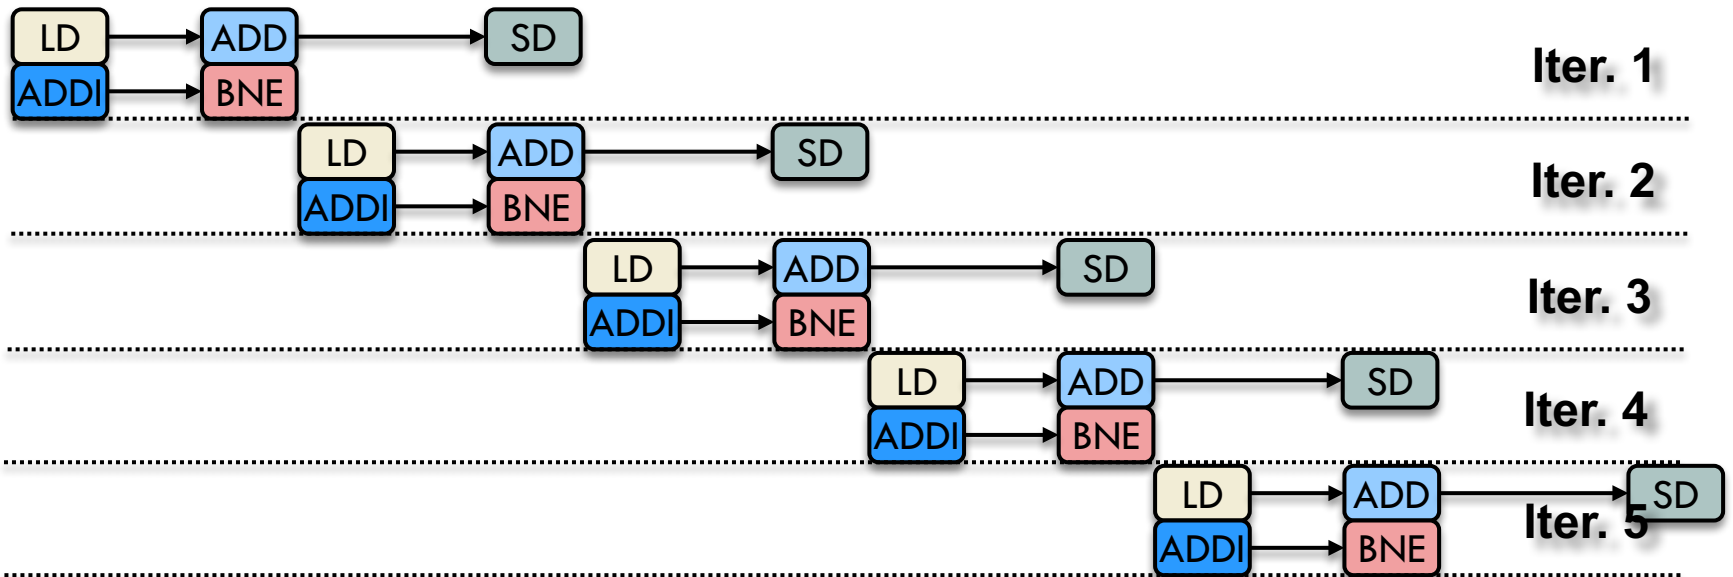 LD ADD SD
Iter. 1
ADDI BNE
LD ADD SD
Iter. 2
ADDI BNE
LD ADD SD
Iter. 3
ADDI BNE
LD ADD SD
Iter. 4
ADDI BNE
LD ADD SD
Iter. 5
ADDI BNE